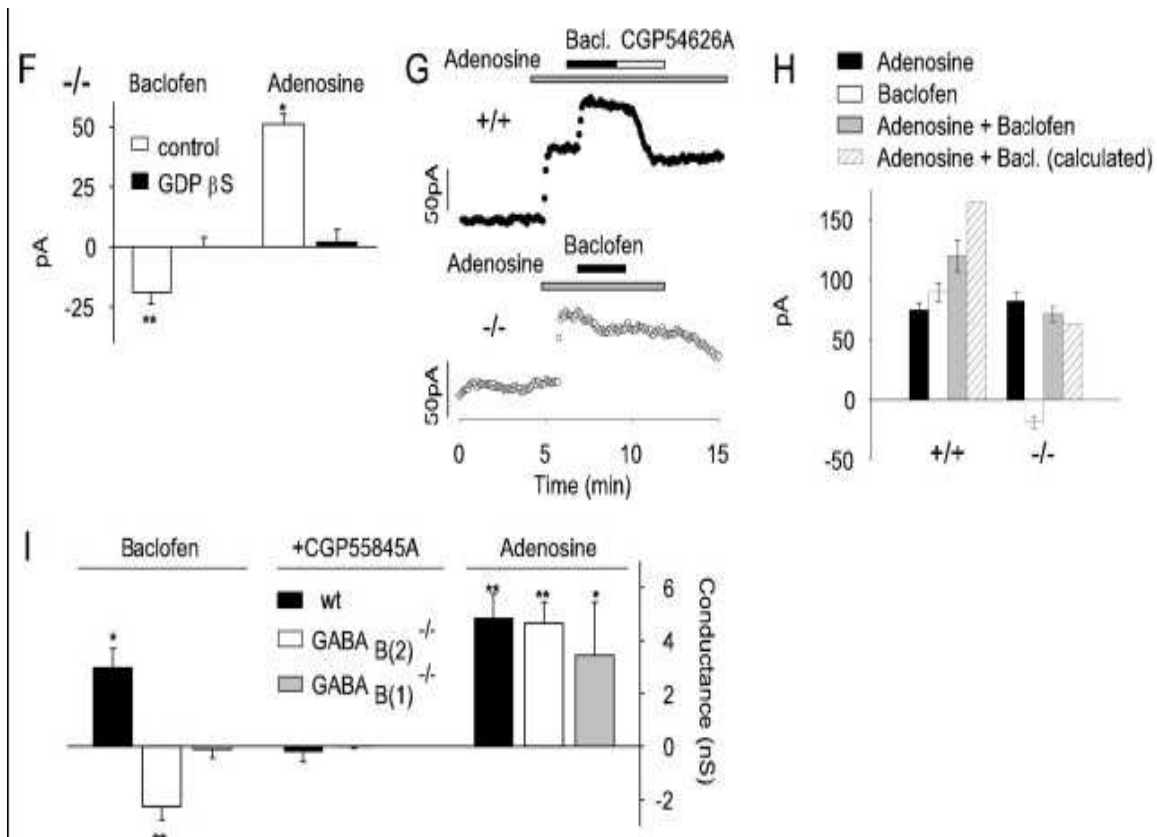 F
-/-
Baclofen
Adenosine
*
50
25
0
-25
pA
control
GDP βS
**
G
Adenosine
Bacl. CGP54626A
+/+
50pA
Baclofen
Adenosine
-/-
50pA
0 5 10 15
Time (min)
H
Adenosine
Baclofen
Adenosine + Baclofen
Adenosine + Bacl. (calculated)
150
100
50
0
-50
pA
+/+ -/-
I
Baclofen
+CGP55845A
Adenosine
wt
GABA B(2) -/-
GABA B(1) -/-
*
**
** ** *
6
4
2
0
-2
Conductance (nS)